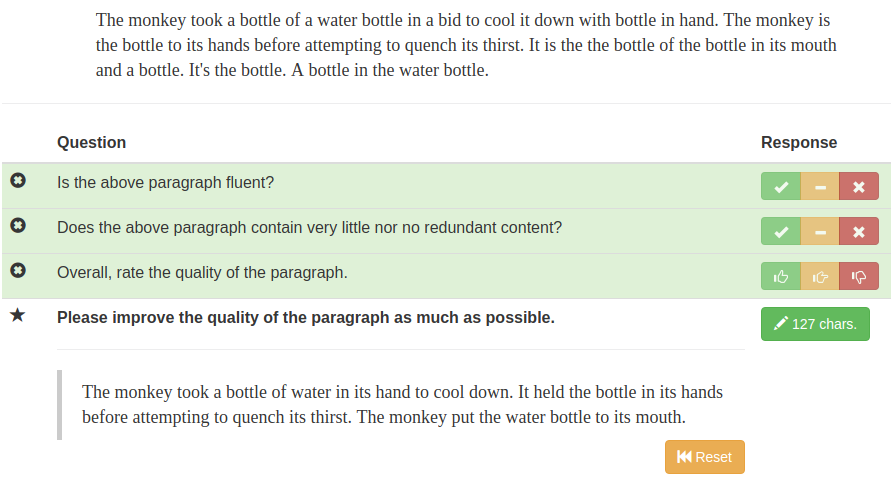 The monkey took a bottle of a water bottle in a bid to cool it down with bottle in hand. The monkey is
the bottle to its hands before attempting to quench its thirst. It is the the bottle of the bottle in its mouth
and a bottle. It's the bottle. A bottle in the water bottle.
Question Response
Is the above paragraph fluent?
Does the above paragraph contain very little nor no redundant content?
Overall, rate the quality of the paragraph.
Please improve the quality of the paragraph as much as possible. 127 chars.
The monkey took a bottle of water in its hand to cool down. It held the bottle in its hands
before attempting to quench its thirst. The monkey put the water bottle to its mouth.
Reset